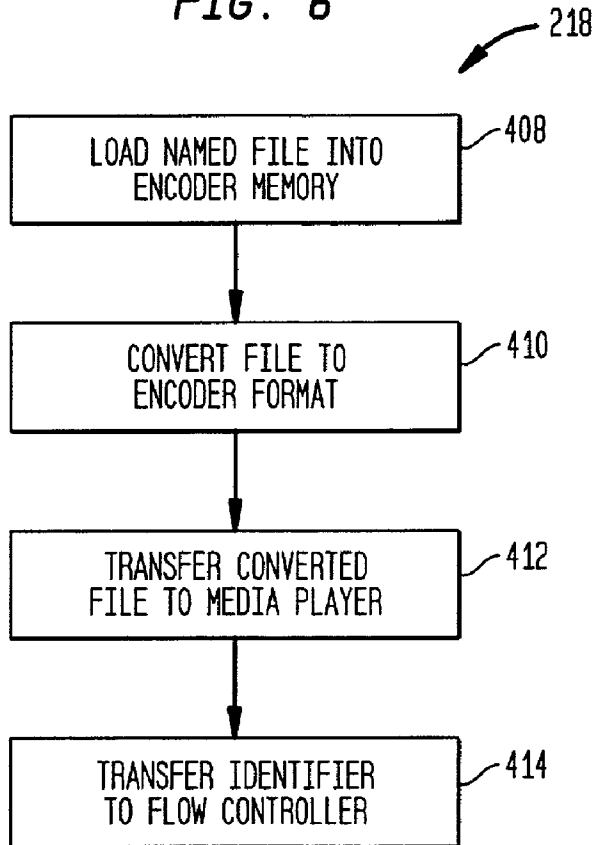 FIG. 6
218
LOAD NAMED FILE INTO
ENCODER MEMORY
408
CONVERT FILE TO
ENCODER FORMAT
410
TRANSFER CONVERTED
FILE TO MEDIA PLAYER
412
TRANSFER IDENTIFIER
TO FLOW CONTROLLER
414